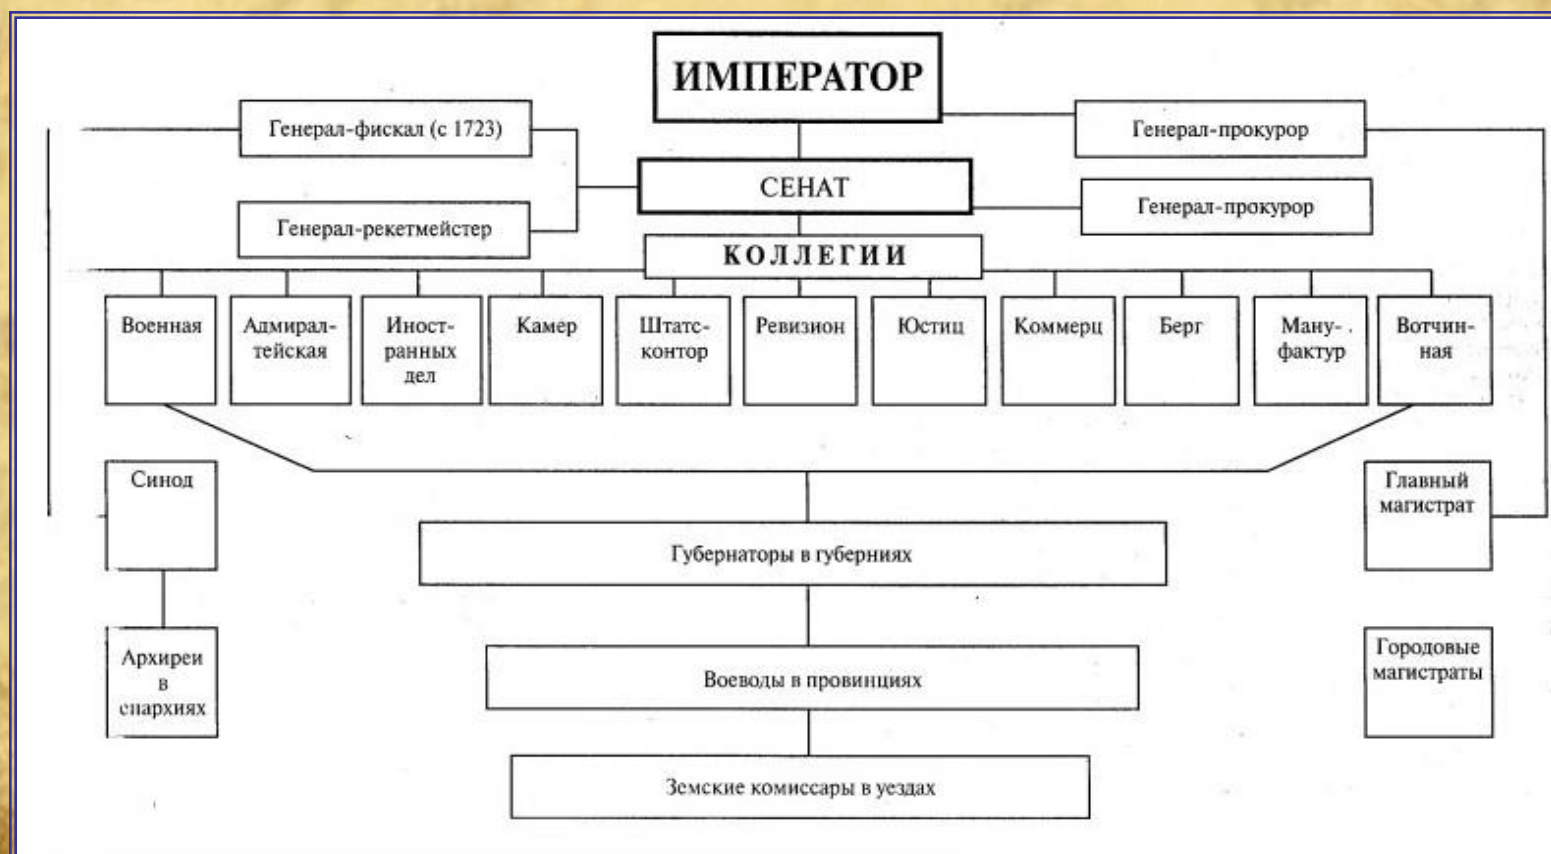 ИМПЕРАТОР
Генерал-фискал (с 1723)
Генерал-прокурор
СЕНАТ
Генерал-рекетмейстер
Генерал-прокурор
КОЛЛЕГИИ
Военная
Адмирал-
тейская
Иност-
ранных
дел
Камер
Штатс-
контор
Ревизион
Юстиц
Коммерц
Берг
Ману-
фактур
Вотчин-
ная
Синод
Главный
магистрат
Губернаторы в губерниях
Архиреи
в
епархиях
Воеводы в провинциях
Городовые
магистраты
Земские комиссары в уездах